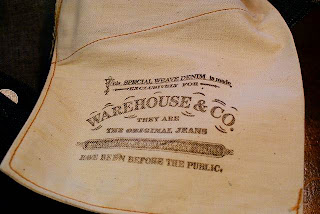 This SPECIAL WEAVE DENIM is made,
EXCLUSIVELY FOR
WAREHOUSE & CO.
THEY ARE
THE ORIGINAL JEANS
EOE BEEN BEFORE THE PUBLIC.